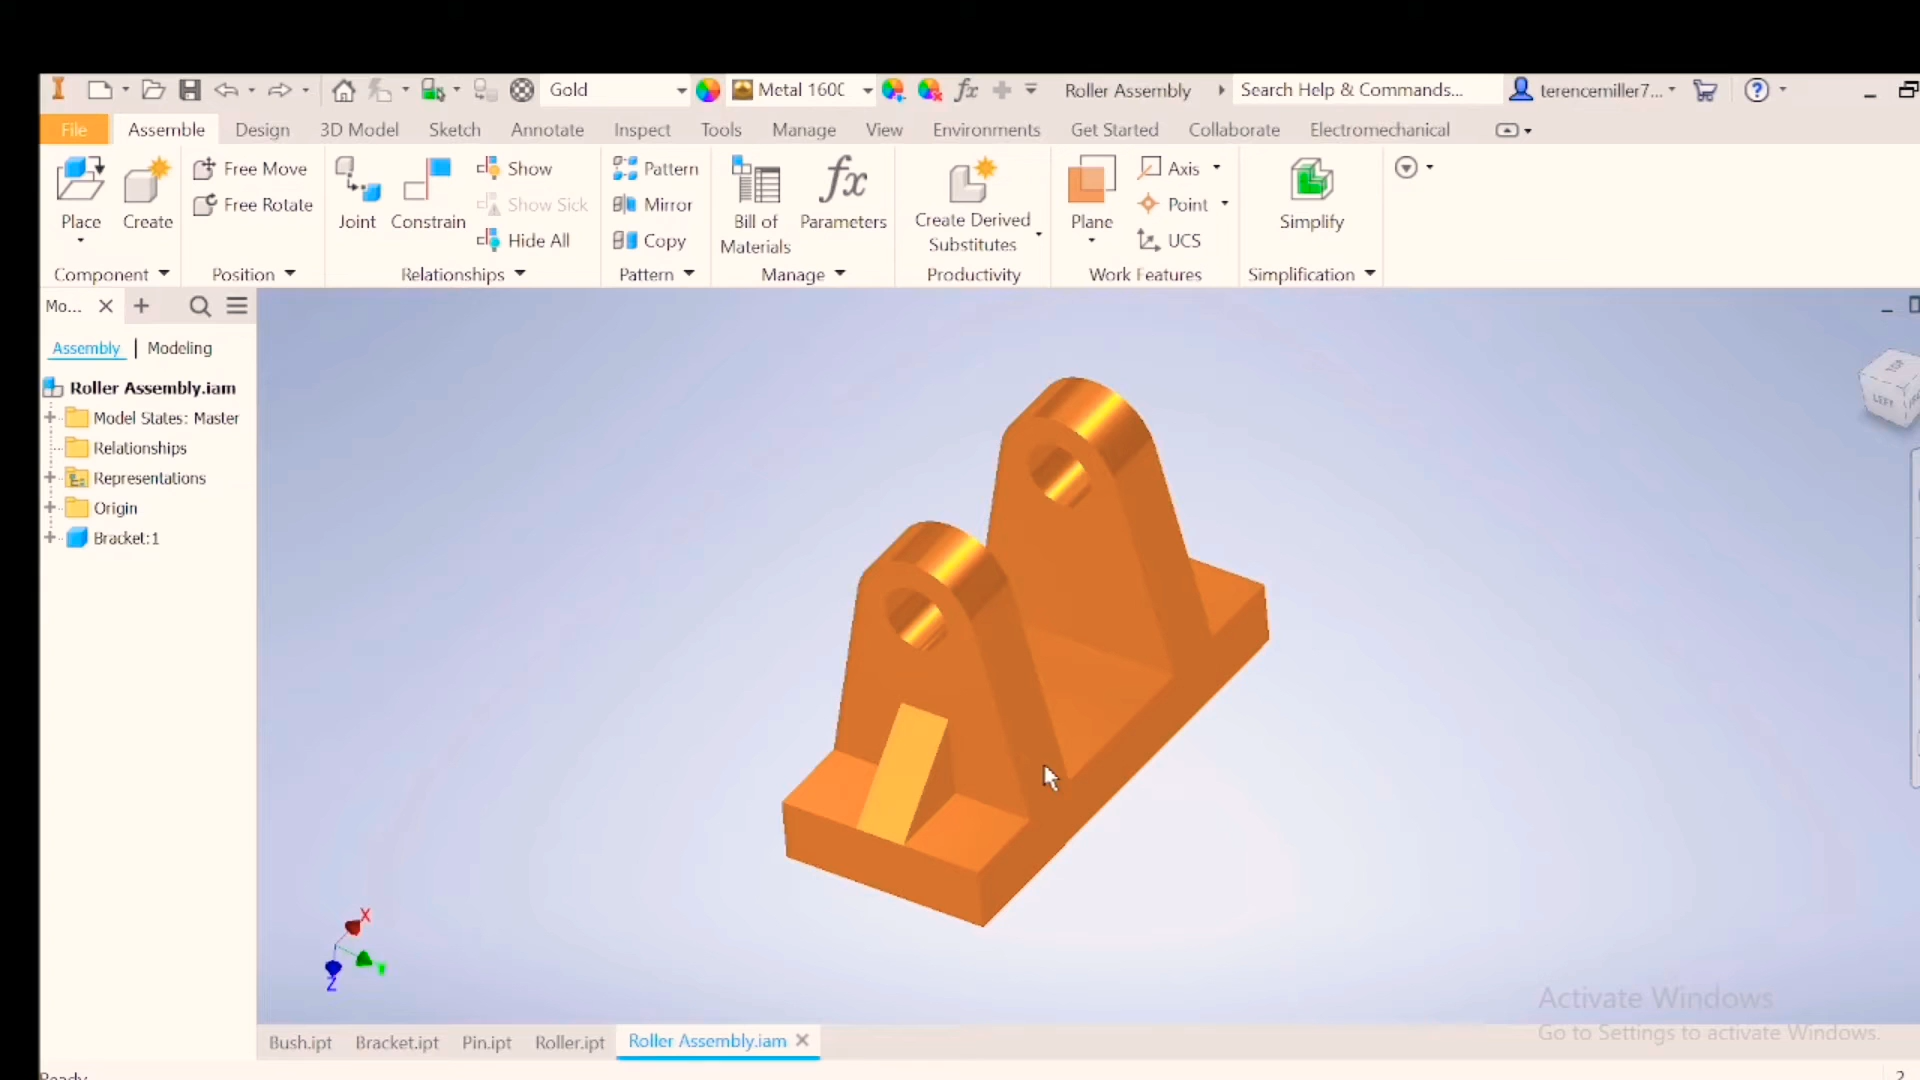 Gold Metal 160C fx Roller Assembly Search Help & Commands... terencemiller7...
File Assemble Design 3D Model Sketch Annotate Inspect Tools Manage View Environments Get Started Collaborate Electromechanical
Place Create Free Move Free Rotate Joint Constrain Show Show Sick Hide All Pattern Mirror Copy Bill of Materials fx Parameters Create Derived Substitutes Plane Axis Point UCS Simplify
Component Position Relationships Pattern Manage Productivity Work Features Simplification
Mo...
Assembly | Modeling
Roller Assembly.iam
Model States: Master
Relationships
Representations
Origin
Bracket:1
TOP
LEFT
X
Z
Activate Windows
Go to Settings to activate Windows.
Bush.ipt Bracket.ipt Pin.ipt Roller.ipt Roller Assembly.iam
Ready
2